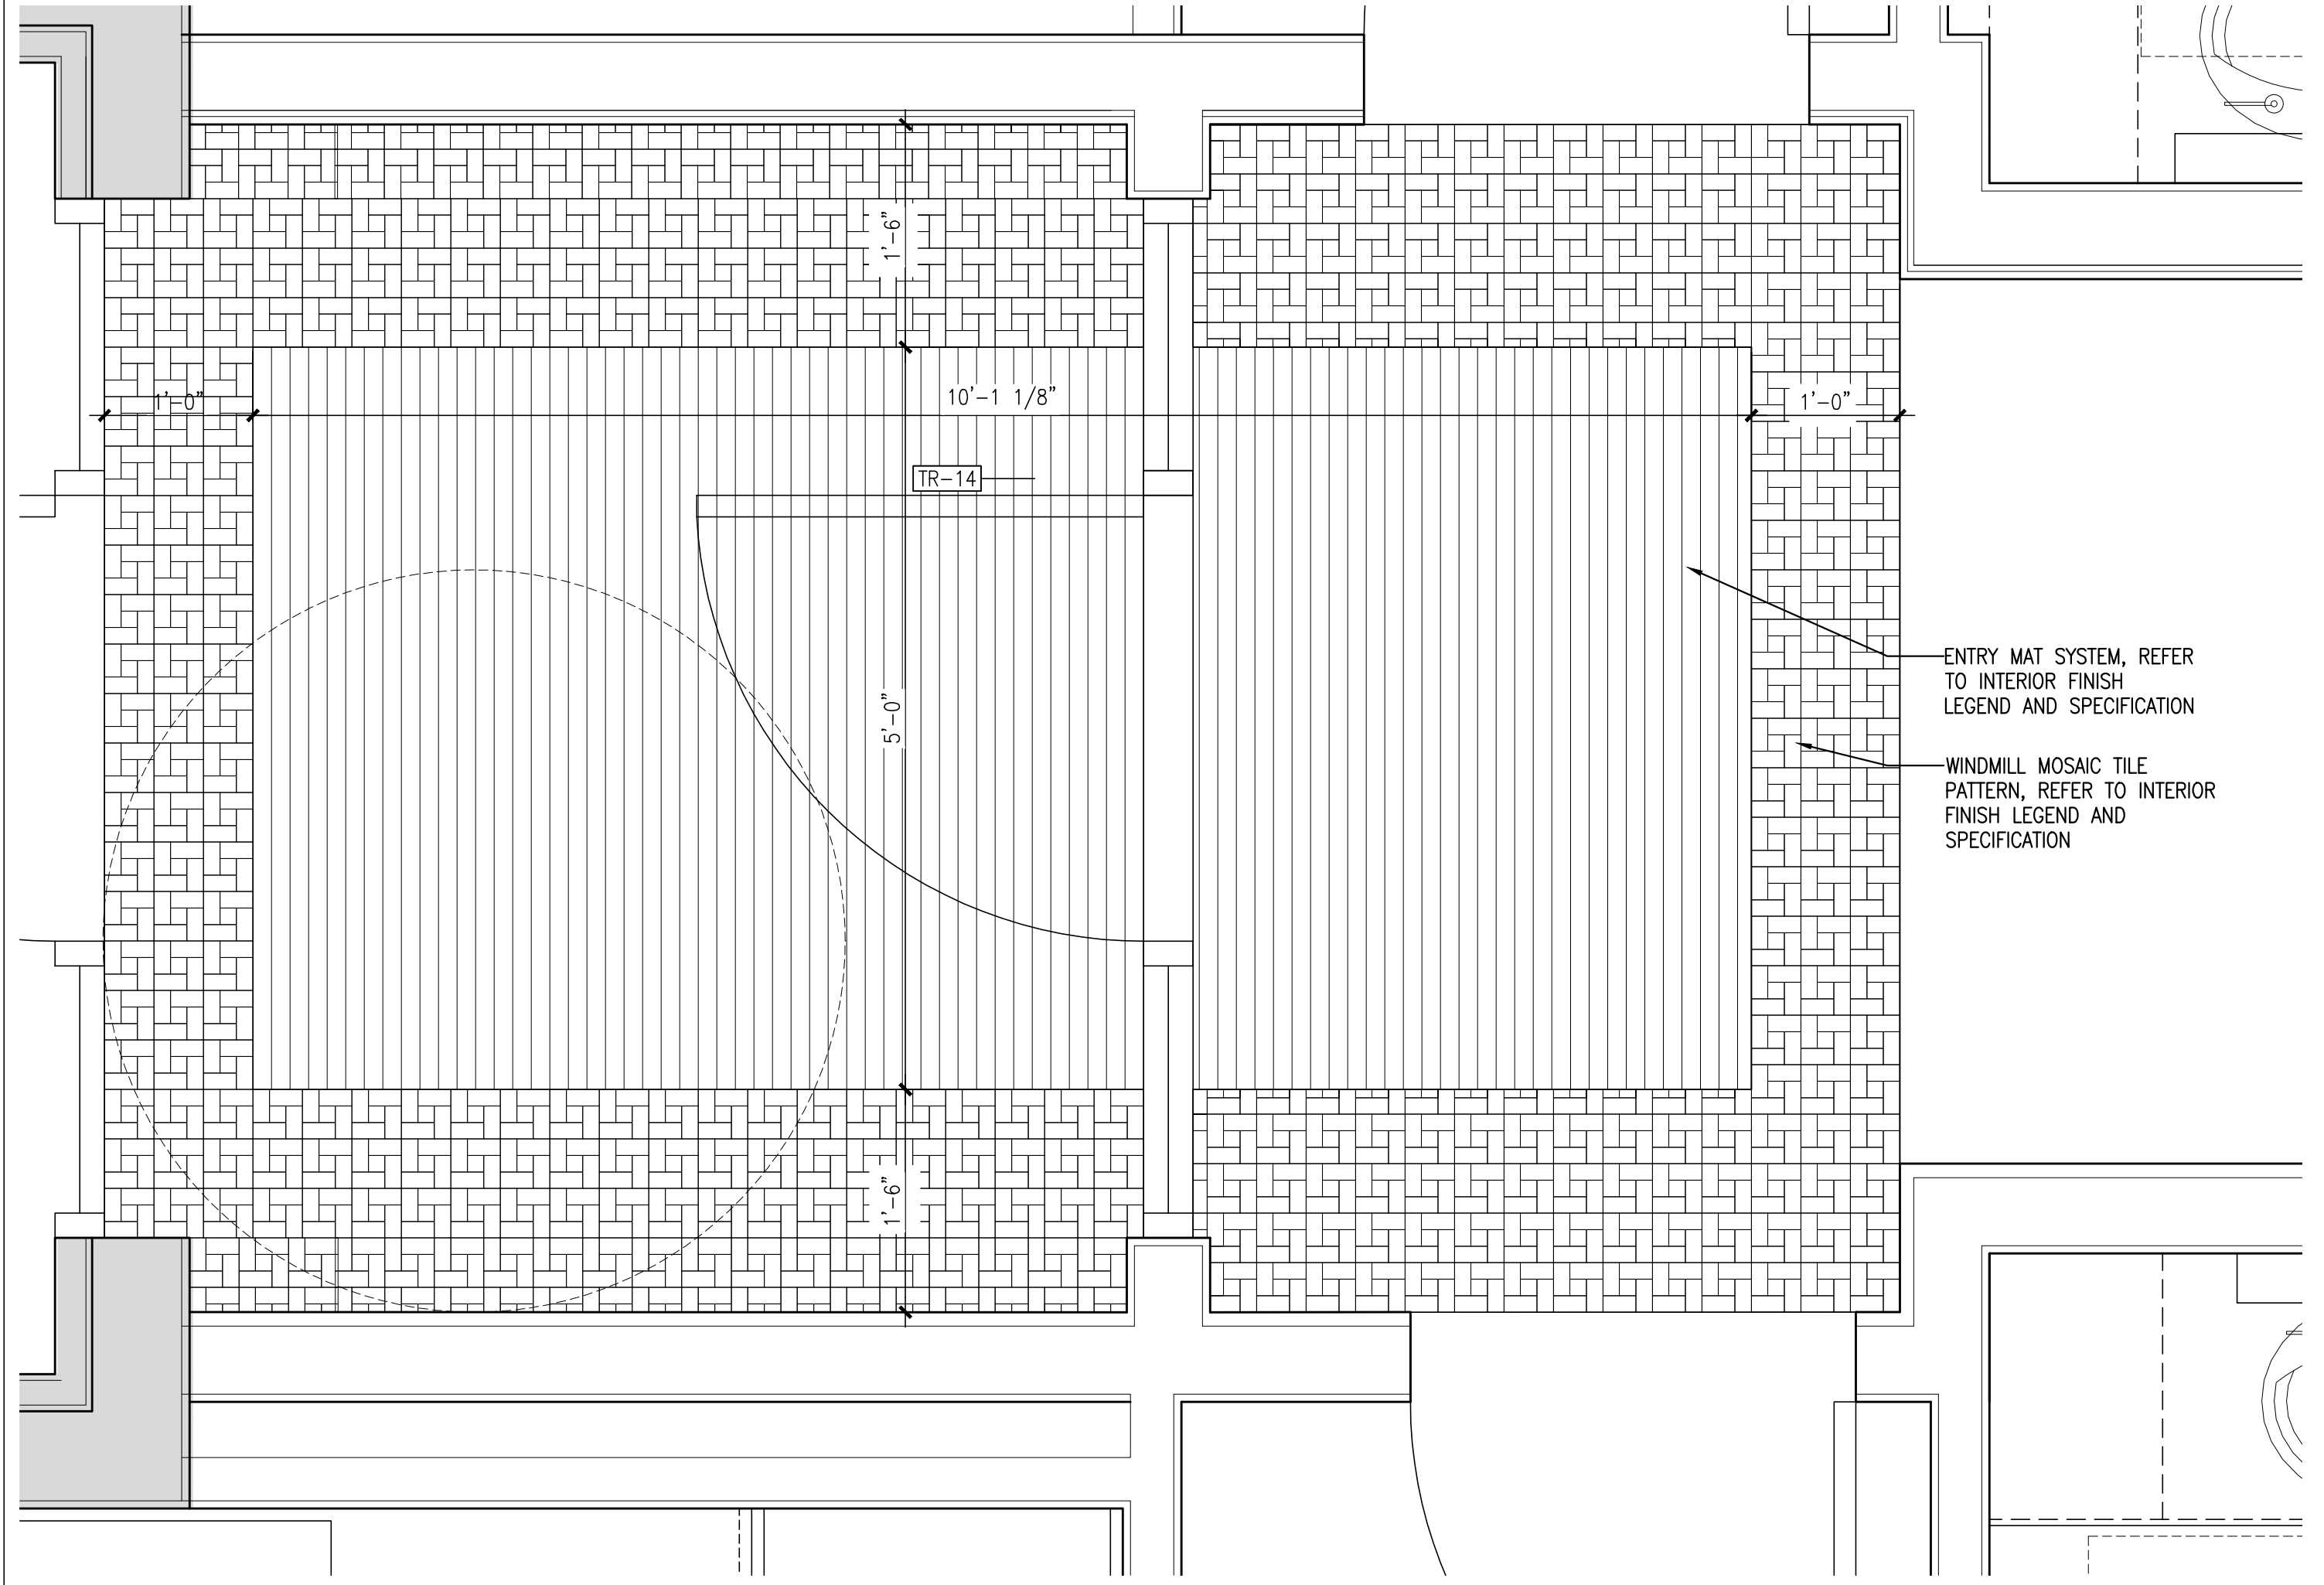 1'-6"
1'-0"
10'-1 1/8"
1'-0"
TR-14
ENTRY MAT SYSTEM, REFER
TO INTERIOR FINISH
LEGEND AND SPECIFICATION
5'-0"
WINDMILL MOSAIC TILE
PATTERN, REFER TO INTERIOR
FINISH LEGEND AND
SPECIFICATION
1'-6"